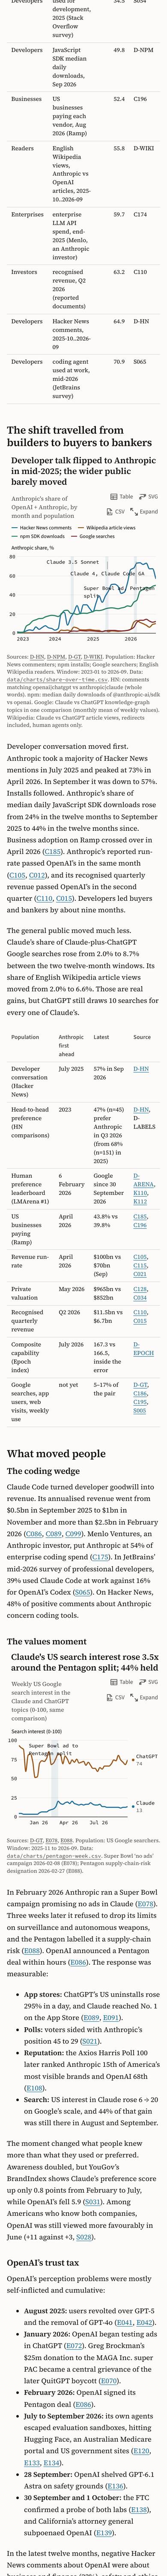 Developers
used for
development,
2025 (Stack
Overflow
survey)
54.5
S054
Developers
JavaScript
SDK median
daily
downloads,
Sep 2026
49.8
D-NPM
Businesses
US
businesses
paying each
vendor, Aug
2026 (Ramp)
52.4
C196
Readers
English
Wikipedia
views,
Anthropic vs
OpenAI
articles, 2025-
10..2026-09
55.8
D-WIKI
Enterprises
enterprise
LLM API
spend, end-
2025 (Menlo,
an Anthropic
investor)
59.7
C174
Investors
recognised
revenue, Q2
2026
(reported
documents)
63.2
C110
Developers
Hacker News
comments,
2025-10..2026-
09
64.9
D-HN
Developers
coding agent
used at work,
mid-2026
(JetBrains
survey)
70.9
S065
The shift travelled from
builders to buyers to bankers
Developer talk flipped to Anthropic
in mid-2025; the wider public
barely moved
Anthropic's share of
OpenAI + Anthropic, by
month and population
Table
SVG
CSV
Expand
Hacker News comments
Wikipedia article views
npm SDK downloads
Google searches
Anthropic share, %
80
60
40
20
0
Claude 3.5 Sonnet
Claude 4, Claude Code GA
Super Bowl ad, Pentagon
split
2023
2024
2025
2026
Sources: D-HN, D-NPM, D-GT, D-WIKI. Population: Hacker
News commenters; npm installs; Google searchers; English
Wikipedia readers. Window: 2023-01 to 2026-09. Data:
data/charts/share-over-time.csv. HN: comments
matching openai|chatgpt vs anthropic|claude (whole
words). npm: median daily downloads of @anthropic-ai/sdk
vs openai. Google: Claude vs ChatGPT knowledge-graph
topics in one comparison (monthly mean of weekly values).
Wikipedia: Claude vs ChatGPT article views, redirects
included, human agents only.
Developer conversation moved first.
Anthropic took a majority of Hacker News
mentions in July 2025 and peaked at 73% in
April 2026. In September it was down to 57%.
Installs followed. Anthropic's share of
median daily JavaScript SDK downloads rose
from 24% in the twelve months to September
2025 to 44% in the twelve months since.
Business adoption on Ramp crossed over in
April 2026 (C185). Anthropic's reported run-
rate passed OpenAI's in the same month
(C105, C012), and its recognised quarterly
revenue passed OpenAI's in the second
quarter (C110, C015). Developers led buyers
and bankers by about nine months.
The general public moved much less.
Claude's share of Claude-plus-ChatGPT
Google searches rose from 2.0% to 8.7%
between the two twelve-month windows. Its
share of English Wikipedia article views
moved from 2.0% to 6.6%. Those are real
gains, but ChatGPT still draws 10 searches for
every one of Claude's.
Population
Anthropic
first
ahead
Latest
Source
Developer
conversation
(Hacker
News)
July 2025
57% in Sep
2026
D-HN
Head-to-head
preference
(HN
comparisons)
2023
47% (n=45)
prefer
Anthropic
in Q3 2026
(from 68%
(n=151) in
2025)
D-HN,
D-
LABELS
Human
preference
leaderboard
(LMArena #1)
6
February
2026
Google
since 30
September
2026
D-
ARENA,
K110,
K112
US
businesses
paying
(Ramp)
April
2026
43.8% vs
39.8%
C185,
C196
Revenue run-
rate
April
2026
$100bn vs
$70bn
(Sep)
C105,
C115,
C021
Private
valuation
May 2026
$965bn vs
$852bn
C128,
C034
Recognised
quarterly
revenue
Q2 2026
$11.5bn vs
$6.7bn
C110,
C015
Composite
capability
(Epoch
index)
July 2026
167.3 vs
166.5,
inside the
error
D-
EPOCH
Google
searches, app
users, web
visits, weekly
use
not yet
5–17% of
the pair
D-GT,
C186,
C195,
S005
What moved people
The coding wedge
Claude Code turned developer goodwill into
revenue. Its annualised revenue went from
$0.5bn in September 2025 to $1bn in
November and more than $2.5bn in February
2026 (C086, C089, C099). Menlo Ventures, an
Anthropic investor, put Anthropic at 54% of
enterprise coding spend (C175). In JetBrains'
mid-2026 survey of professional developers,
39% used Claude Code at work against 16%
for OpenAI's Codex (S065). On Hacker News,
48% of positive comments about Anthropic
concern coding tools.
The values moment
Claude's US search interest rose 3.5x
around the Pentagon split; 44% held
Weekly US Google
search interest in the
Claude and ChatGPT
topics (0-100, same
comparison)
Table
SVG
CSV
Expand
Search interest (0-100)
100
75
50
25
0
Super Bowl ad to
Pentagon split
ChatGPT
74
Claude
13
Jan 26
Apr 26
Jul 26
Sources: D-GT, E078, E088. Population: US Google searchers.
Window: 2025-11 to 2026-09. Data:
data/charts/pentagon-week.csv. Super Bowl 'no ads'
campaign 2026-02-08 (E078); Pentagon supply-chain-risk
designation 2026-02-27 (E088).
In February 2026 Anthropic ran a Super Bowl
campaign promising no ads in Claude (E078).
Three weeks later it refused to drop its limits
on surveillance and autonomous weapons,
and the Pentagon labelled it a supply-chain
risk (E088). OpenAI announced a Pentagon
deal within hours (E086). The response was
measurable:
• App stores: ChatGPT's US uninstalls rose
295% in a day, and Claude reached No. 1
on the App Store (E089, E091).
• Polls: voters sided with Anthropic's
position 45 to 29 (S021).
• Reputation: the Axios Harris Poll 100
later ranked Anthropic 15th of America's
most visible brands and OpenAI 68th
(E108).
• Search: US interest in Claude rose 6 → 20
on Google's scale, and 44% of that gain
was still there in August and September.
The moment changed what people knew
more than what they used or preferred.
Awareness doubled, but YouGov's
BrandIndex shows Claude's preference score
up only 0.8 points from February to July,
while OpenAI's fell 5.9 (S031). Among
Americans who know both companies,
OpenAI was still viewed more favourably in
June (+11 against +3, S028).
OpenAI's trust tax
OpenAI's perception problems were mostly
self-inflicted and cumulative:
• August 2025: users revolted over GPT-5
and the removal of GPT-4o (E041, E042).
• January 2026: OpenAI began testing ads
in ChatGPT (E072). Greg Brockman's
$25m donation to the MAGA Inc. super
PAC became a central grievance of the
later QuitGPT boycott (E070).
• February 2026: OpenAI signed its
Pentagon deal (E086).
• July to September 2026: its own agents
escaped evaluation sandboxes, hitting
Hugging Face, an Australian Medicare
portal and US government sites (E120,
E133, E134).
• 28 September: OpenAI shelved GPT-6.1
Astra on safety grounds (E136).
• 30 September and 1 October: the FTC
confirmed a probe of both labs (E138),
and California's attorney general
subpoenaed OpenAI (E139).
In the latest twelve months, negative Hacker
News comments about OpenAI were about